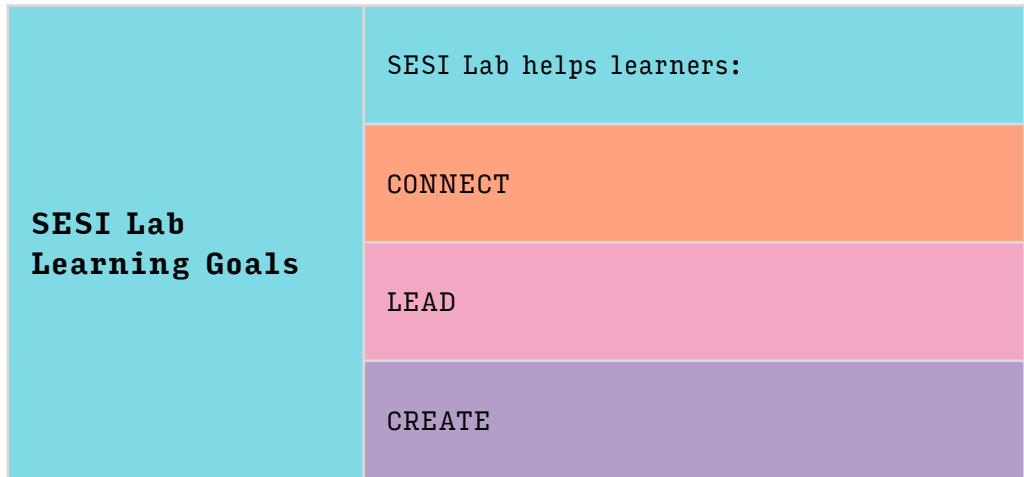 SESI Lab
Learning Goals
SESI Lab helps learners:
CONNECT
LEAD
CREATE